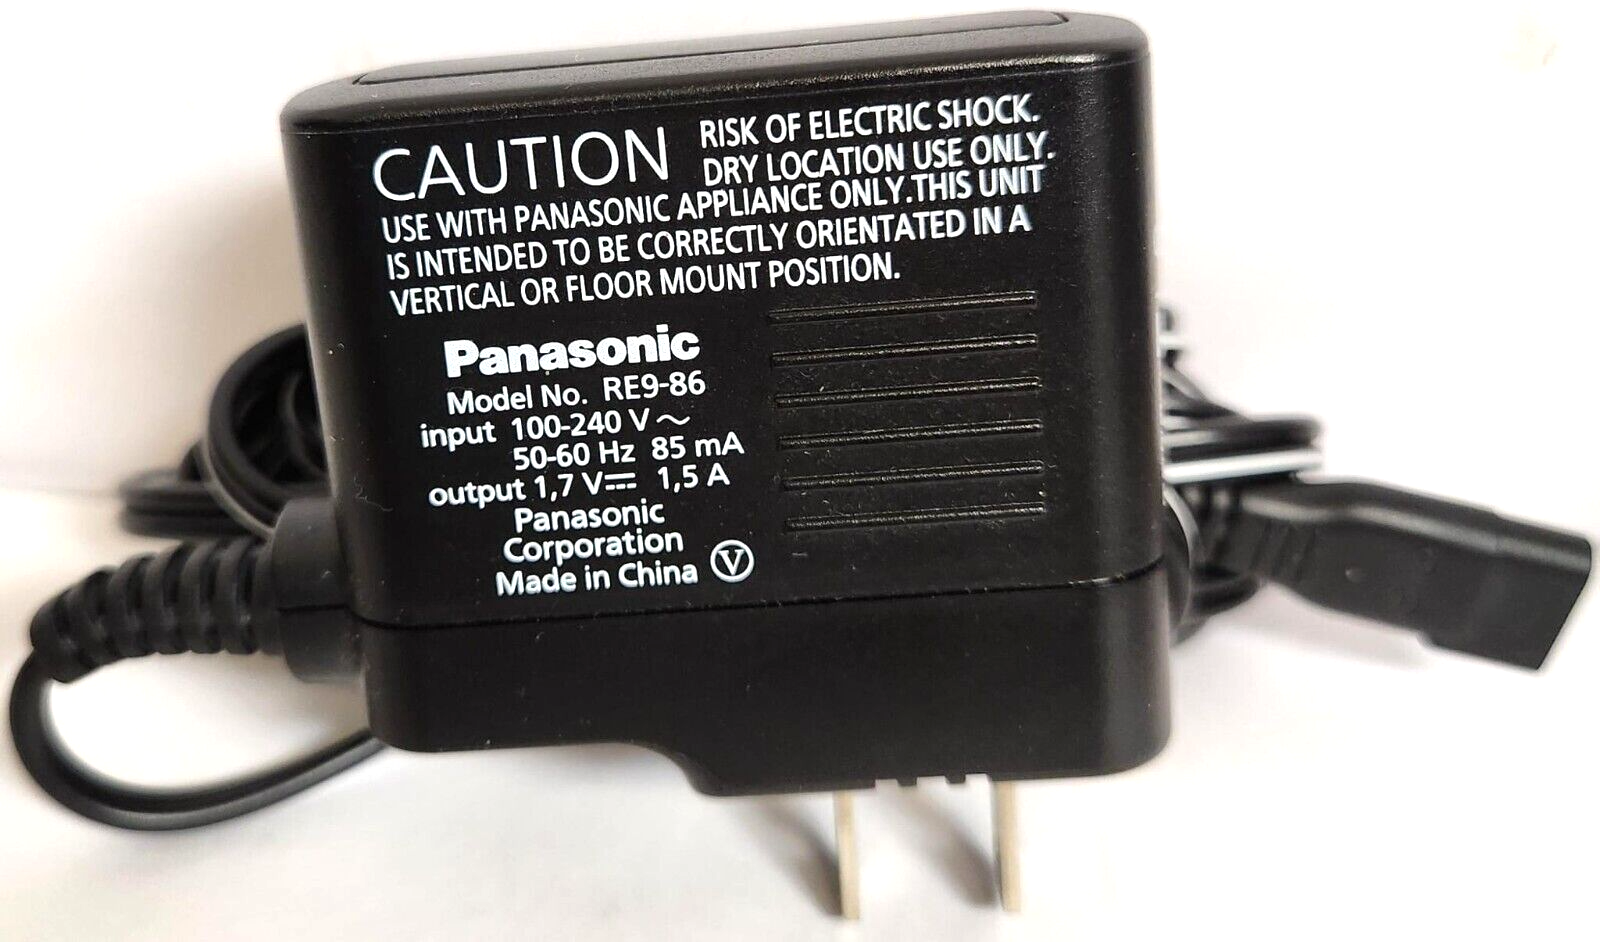 CAUTION RISK OF ELECTRIC SHOCK.
DRY LOCATION USE ONLY.
USE WITH PANASONIC APPLIANCE ONLY.THIS UNIT
IS INTENDED TO BE CORRECTLY ORIENTATED IN A
VERTICAL OR FLOOR MOUNT POSITION.
Panasonic
Model No. RE9-86
input 100-240 V ~
50-60 Hz 85 mA
output 1,7 V⎓ 1,5 A
Panasonic
Corporation
Made in China Ⓥ